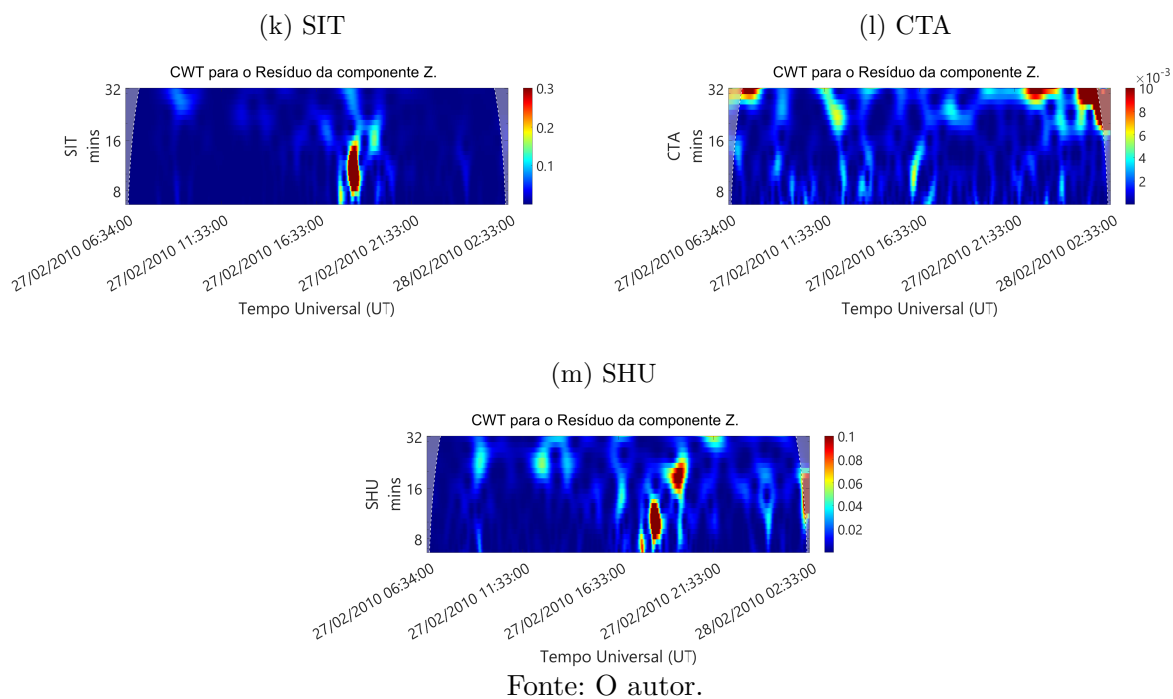 (k) SIT
CWT para o Resíduo da componente Z.
SIT
mins
32
16
8
0.3
0.2
0.1
27/02/2010 06:34:00
27/02/2010 11:33:00
27/02/2010 16:33:00
27/02/2010 21:33:00
28/02/2010 02:33:00
Tempo Universal (UT)
(l) CTA
CWT para o Resíduo da componente Z.
CTA
mins
32
16
8
×10⁻³
10
8
6
4
2
27/02/2010 06:34:00
27/02/2010 11:33:00
27/02/2010 16:33:00
27/02/2010 21:33:00
28/02/2010 02:33:00
Tempo Universal (UT)
(m) SHU
CWT para o Resíduo da componente Z.
SHU
mins
32
16
8
0.1
0.08
0.06
0.04
0.02
27/02/2010 06:34:00
27/02/2010 11:33:00
27/02/2010 16:33:00
27/02/2010 21:33:00
28/02/2010 02:33:00
Tempo Universal (UT)
Fonte: O autor.